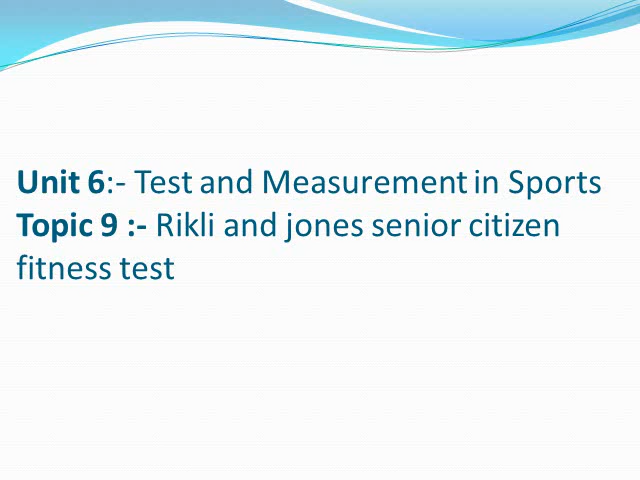 Unit 6:- Test and Measurement in Sports
Topic 9 :- Rikli and jones senior citizen
fitness test